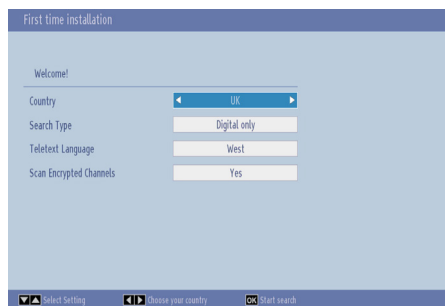 First time installation
Welcome!
Country UK
Search Type Digital only
Teletext Language West
Scan Encrypted Channels Yes
Select Setting Choose your country OK Start search